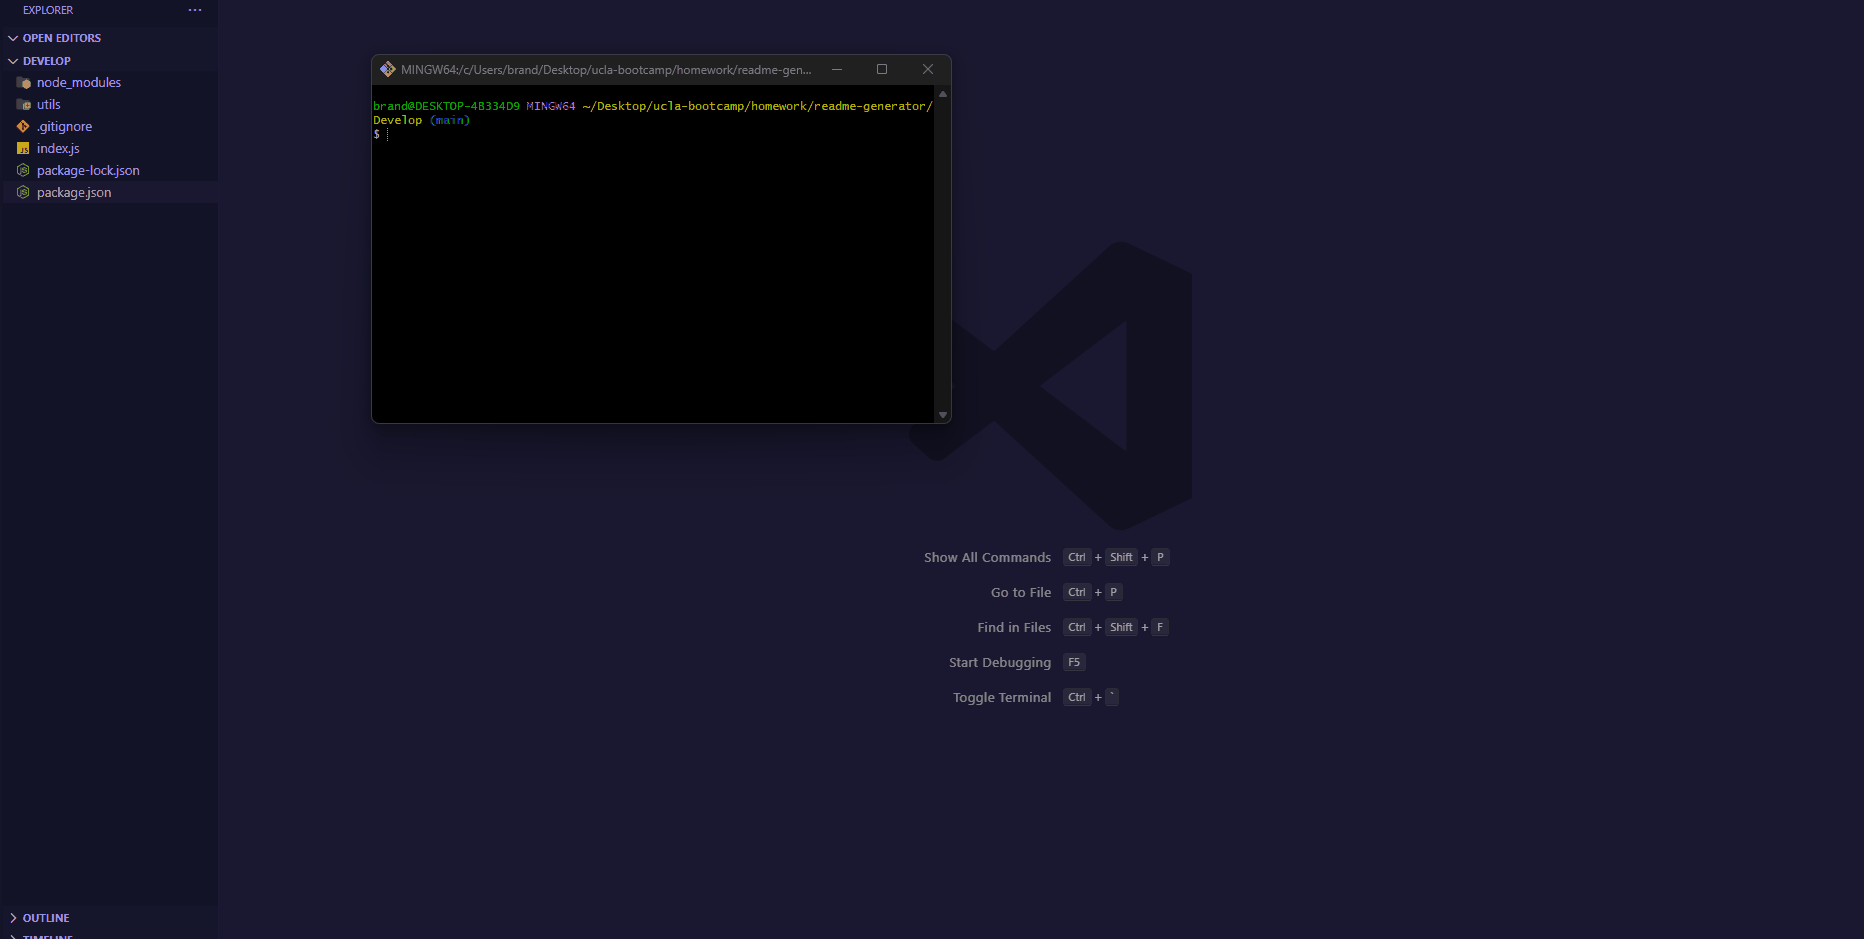 EXPLORER
OPEN EDITORS
DEVELOP
node_modules
utils
.gitignore
index.js
package-lock.json
package.json
OUTLINE
TIMELINE
MINGW64:/c/Users/brand/Desktop/ucla-bootcamp/homework/readme-gen...
brand@DESKTOP-4B334D9 MINGW64 ~/Desktop/ucla-bootcamp/homework/readme-generator/
Develop (main)
$
Show All Commands Ctrl + Shift + P
Go to File Ctrl + P
Find in Files Ctrl + Shift + F
Start Debugging F5
Toggle Terminal Ctrl + `